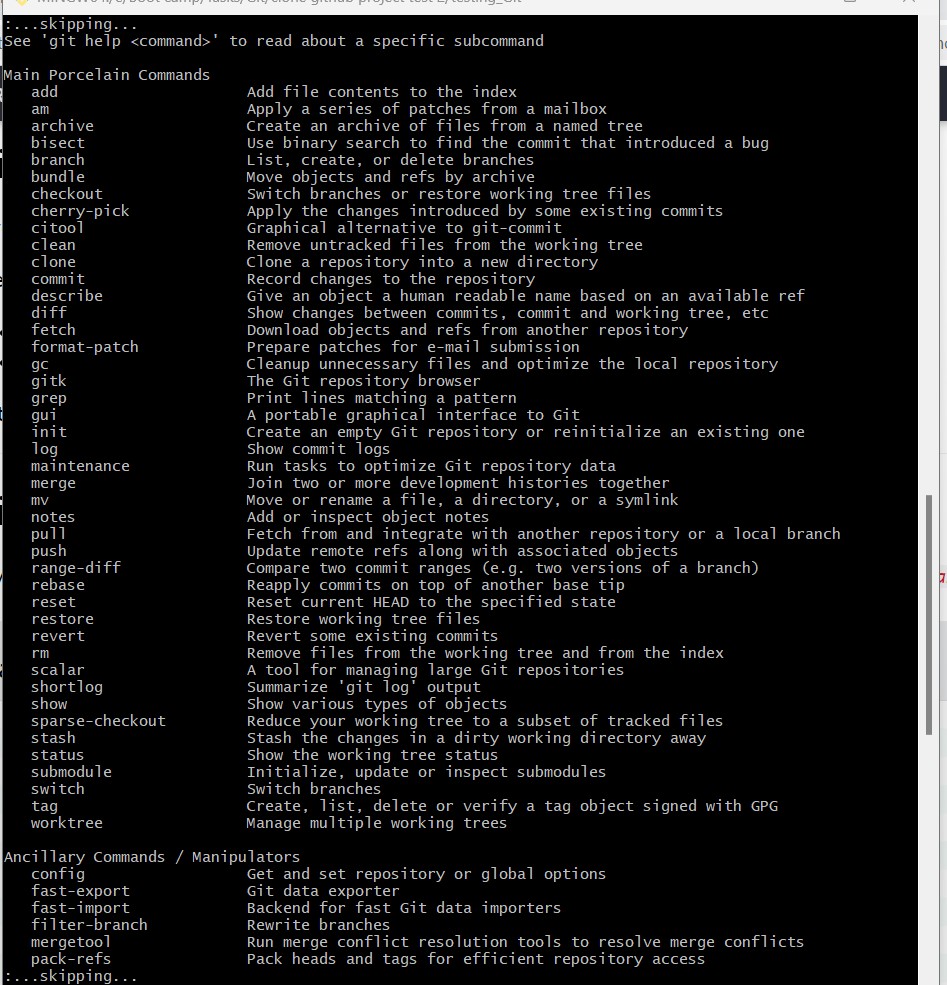 :...skipping...
See 'git help <command>' to read about a specific subcommand
Main Porcelain Commands
add Add file contents to the index
am Apply a series of patches from a mailbox
archive Create an archive of files from a named tree
bisect Use binary search to find the commit that introduced a bug
branch List, create, or delete branches
bundle Move objects and refs by archive
checkout Switch branches or restore working tree files
cherry-pick Apply the changes introduced by some existing commits
citool Graphical alternative to git-commit
clean Remove untracked files from the working tree
clone Clone a repository into a new directory
commit Record changes to the repository
describe Give an object a human readable name based on an available ref
diff Show changes between commits, commit and working tree, etc
fetch Download objects and refs from another repository
format-patch Prepare patches for e-mail submission
gc Cleanup unnecessary files and optimize the local repository
gitk The Git repository browser
grep Print lines matching a pattern
gui A portable graphical interface to Git
init Create an empty Git repository or reinitialize an existing one
log Show commit logs
maintenance Run tasks to optimize Git repository data
merge Join two or more development histories together
mv Move or rename a file, a directory, or a symlink
notes Add or inspect object notes
pull Fetch from and integrate with another repository or a local branch
push Update remote refs along with associated objects
range-diff Compare two commit ranges (e.g. two versions of a branch)
rebase Reapply commits on top of another base tip
reset Reset current HEAD to the specified state
restore Restore working tree files
revert Revert some existing commits
rm Remove files from the working tree and from the index
scalar A tool for managing large Git repositories
shortlog Summarize 'git log' output
show Show various types of objects
sparse-checkout Reduce your working tree to a subset of tracked files
stash Stash the changes in a dirty working directory away
status Show the working tree status
submodule Initialize, update or inspect submodules
switch Switch branches
tag Create, list, delete or verify a tag object signed with GPG
worktree Manage multiple working trees
Ancillary Commands / Manipulators
config Get and set repository or global options
fast-export Git data exporter
fast-import Backend for fast Git data importers
filter-branch Rewrite branches
mergetool Run merge conflict resolution tools to resolve merge conflicts
pack-refs Pack heads and tags for efficient repository access
:...skipping...